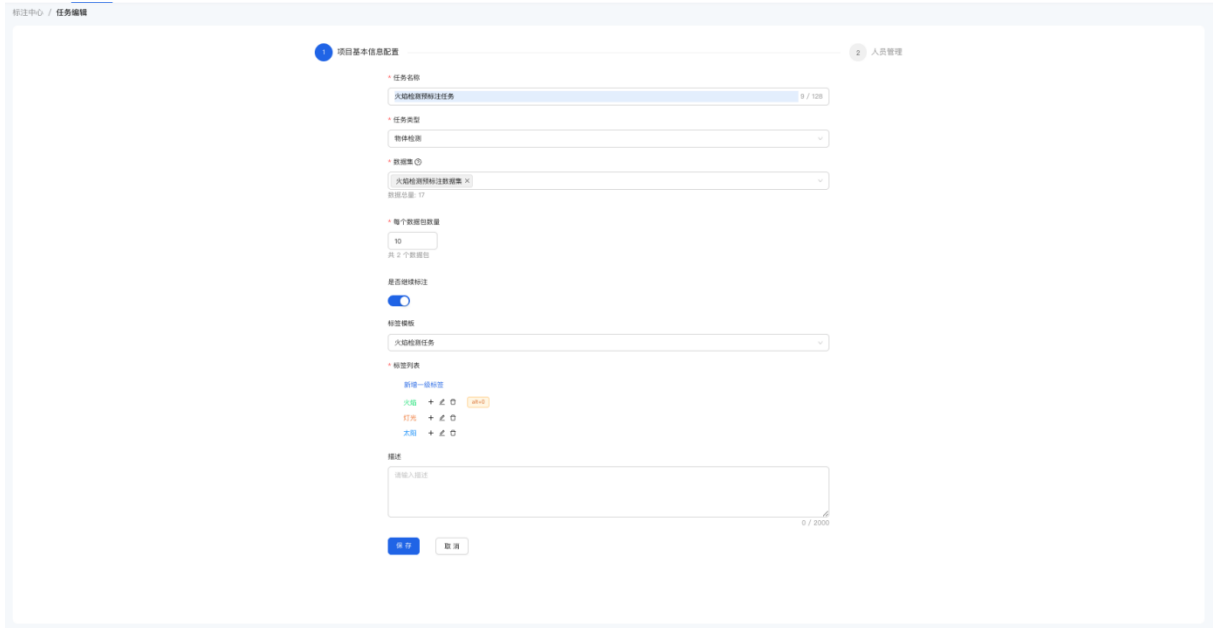 标注中心 / 任务编辑
1 项目基本信息配置
2 人员管理
* 任务名称
火焰检测预标注任务 9 / 128
* 任务类型
物体检测
* 数据集
火焰检测预标注数据集 ×
数据总量: 17
* 每个数据包数量
10
共 2 个数据包
是否继续标注
标签模板
火焰检测任务
* 标签列表
新增一级标签
火焰
灯光
太阳
描述
请输入描述
0 / 2000
保 存 取 消